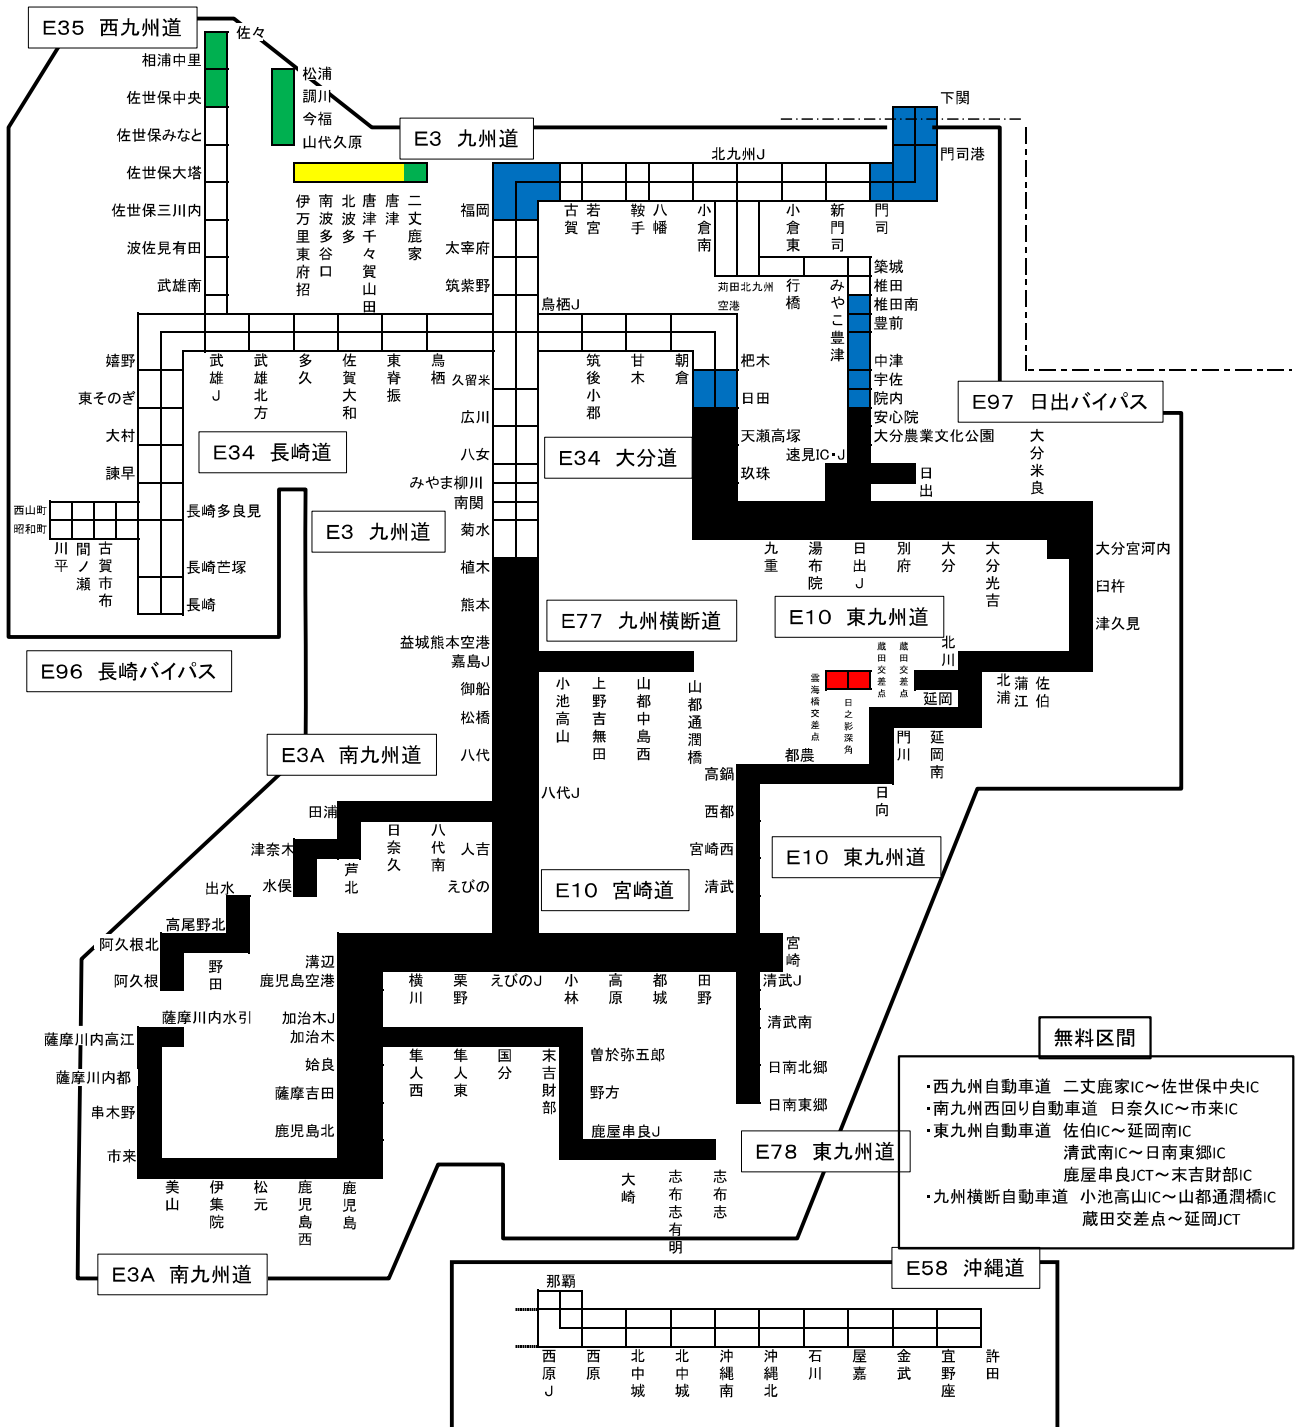 E35 西九州道
佐々
相浦中里
佐世保中央
佐世保みなと
佐世保大塔
佐世保三川内
波佐見有田
武雄南
松浦
調川
今福
山代久原
伊万里東府招
南波多谷口
北波多
唐津千々賀山田
唐津
二丈鹿家
E3 九州道
福岡
太宰府
筑紫野
鳥栖J
古賀
若宮
鞍手
八幡
小倉南
北九州J
小倉東
新門司
門司
下関
門司港
苅田北九州
空港
行橋
みやこ豊津
築城
椎田
椎田南
豊前
中津
宇佐
院内
安心院
大分農業文化公園
速見IC・J
日出
E97 日出バイパス
嬉野
東そのぎ
大村
諫早
武雄J
武雄北方
多久
佐賀大和
東脊振
鳥栖
久留米
広川
八女
みやま柳川
南関
菊水
植木
熊本
益城熊本空港
嘉島J
御船
松橋
八代
八代J
人吉
えびの
筑後小郡
甘木
朝倉
杷木
日田
天瀬高塚
玖珠
E34 長崎道
E34 大分道
西山町
昭和町
川平
間ノ瀬
古賀市布
長崎多良見
長崎芒塚
長崎
E96 長崎バイパス
E3 九州道
九重
湯布院
日出J
別府
大分
大分光吉
大分米良
大分宮河内
臼杵
津久見
E77 九州横断道
小池高山
上野吉無田
山都中島西
山都通潤橋
E10 東九州道
雲海橋交差点
日之影深角
蔵田交差点
蔵田交差点
北川
延岡
北浦
蒲江
佐伯
門川
延岡南
都農
日向
高鍋
西都
宮崎西
清武
E10 東九州道
E3A 南九州道
田浦
日奈久
八代南
津奈木
芦北
水俣
出水
高尾野北
阿久根北
野田
阿久根
E10 宮崎道
溝辺
鹿児島空港
横川
栗野
えびのJ
小林
高原
都城
田野
宮崎
清武J
清武南
日南北郷
日南東郷
薩摩川内水引
薩摩川内高江
薩摩川内都
串木野
市来
加治木J
加治木
姶良
薩摩吉田
鹿児島北
美山
伊集院
松元
鹿児島西
鹿児島
隼人西
隼人東
国分
末吉財部
曽於弥五郎
野方
鹿屋串良J
大崎
志布志有明
志布志
E78 東九州道
E3A 南九州道
無料区間
・西九州自動車道 二丈鹿家IC～佐世保中央IC
・南九州西回り自動車道 日奈久IC～市来IC
・東九州自動車道 佐伯IC～延岡南IC
清武南IC～日南東郷IC
鹿屋串良JCT～末吉財部IC
・九州横断自動車道 小池高山IC～山都通潤橋IC
蔵田交差点～延岡JCT
E58 沖縄道
那覇
西原J
西原
北中城
北中城
沖縄南
沖縄北
石川
屋嘉
金武
宜野座
許田